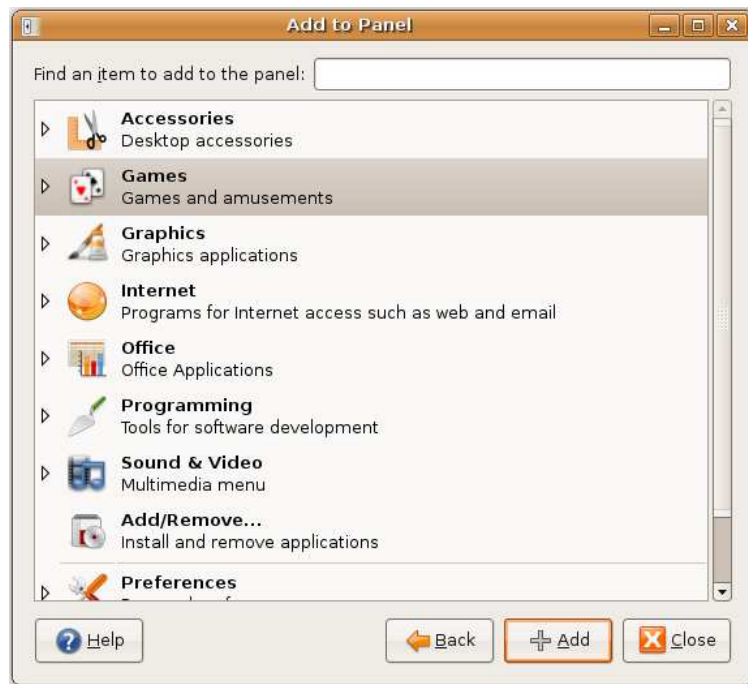 Add to Panel
Find an item to add to the panel:
Accessories
Desktop accessories
Games
Games and amusements
Graphics
Graphics applications
Internet
Programs for Internet access such as web and email
Office
Office Applications
Programming
Tools for software development
Sound & Video
Multimedia menu
Add/Remove...
Install and remove applications
Preferences
Help
Back
Add
Close